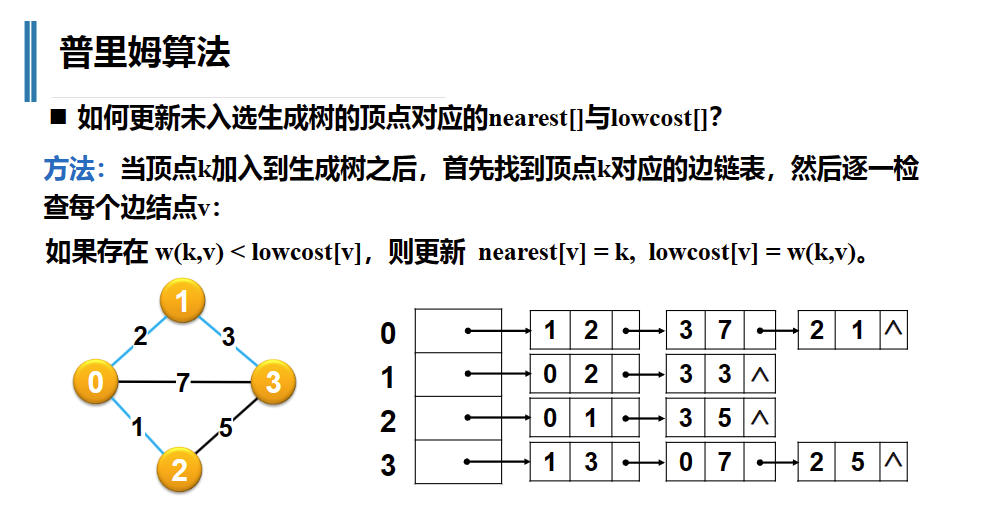 普里姆算法
■ 如何更新未入选生成树的顶点对应的nearest[]与lowcost[]?
方法：当顶点k加入到生成树之后，首先找到顶点k对应的边链表，然后逐一检
查每个边结点v：
如果存在 w(k,v) < lowcost[v]，则更新 nearest[v] = k, lowcost[v] = w(k,v)。
1
2 3
0 7 3
1 5
2
0 1 2 3 7 2 1 ∧
1 0 2 3 3 ∧
2 0 1 3 5 ∧
3 1 3 0 7 2 5 ∧